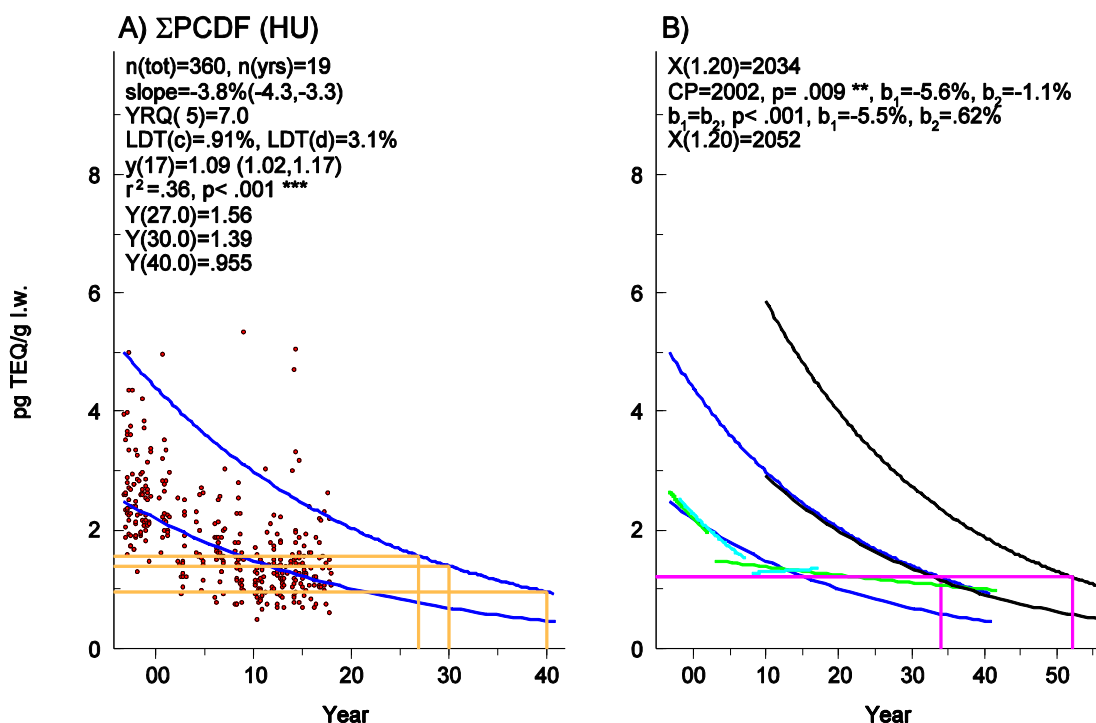 A) ΣPCDF (HU)
n(tot)=360, n(yrs)=19
slope=-3.8%(-4.3,-3.3)
YRQ( 5)=7.0
LDT(c)=.91%, LDT(d)=3.1%
y(17)=1.09 (1.02,1.17)
r²=.36, p< .001 ***
Y(27.0)=1.56
Y(30.0)=1.39
Y(40.0)=.955
pg TEQ/g l.w.
8
6
4
2
0
00 10 20 30 40
Year
B)
X(1.20)=2034
CP=2002, p= .009 **, b₁=-5.6%, b₂=-1.1%
b₁=b₂, p< .001, b₁=-5.5%, b₂=.62%
X(1.20)=2052
8
6
4
2
0
00 10 20 30 40 50
Year